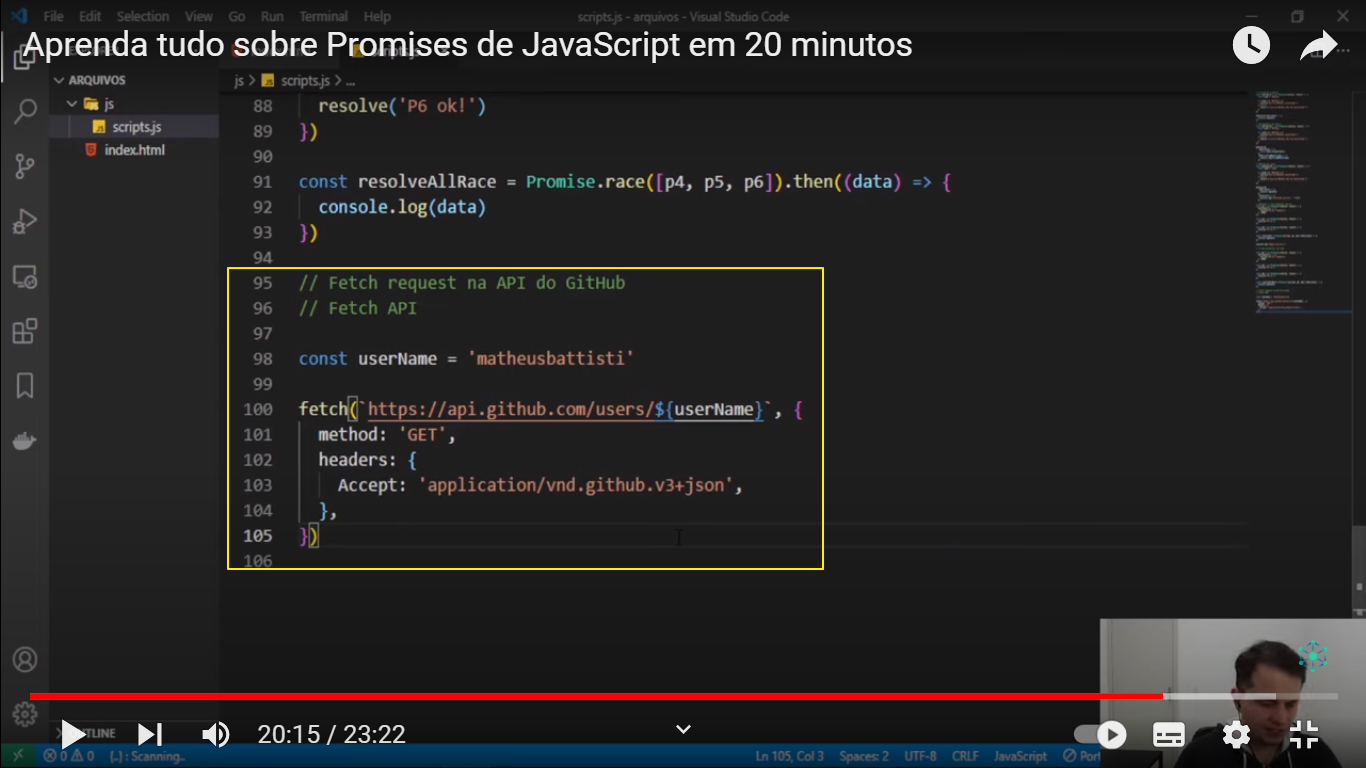 File Edit Selection View Go Run Terminal Help scripts.js - arquivos - Visual Studio Code
Aprenda tudo sobre Promises de JavaScript em 20 minutos
ARQUIVOS
js
scripts.js
index.html
js > scripts.js > ...
88 resolve('P6 ok!')
89 })
90
91 const resolveAllRace = Promise.race([p4, p5, p6]).then((data) => {
92 console.log(data)
93 })
94
95 // Fetch request na API do GitHub
96 // Fetch API
97
98 const userName = 'matheusbattisti'
99
100 fetch(`https://api.github.com/users/${userName}`, {
101 method: 'GET',
102 headers: {
103 Accept: 'application/vnd.github.v3+json',
104 },
105 })
106
20:15 / 23:22
0 0 {..}: Scanning.. Ln 105, Col 3 Spaces: 2 UTF-8 CRLF JavaScript